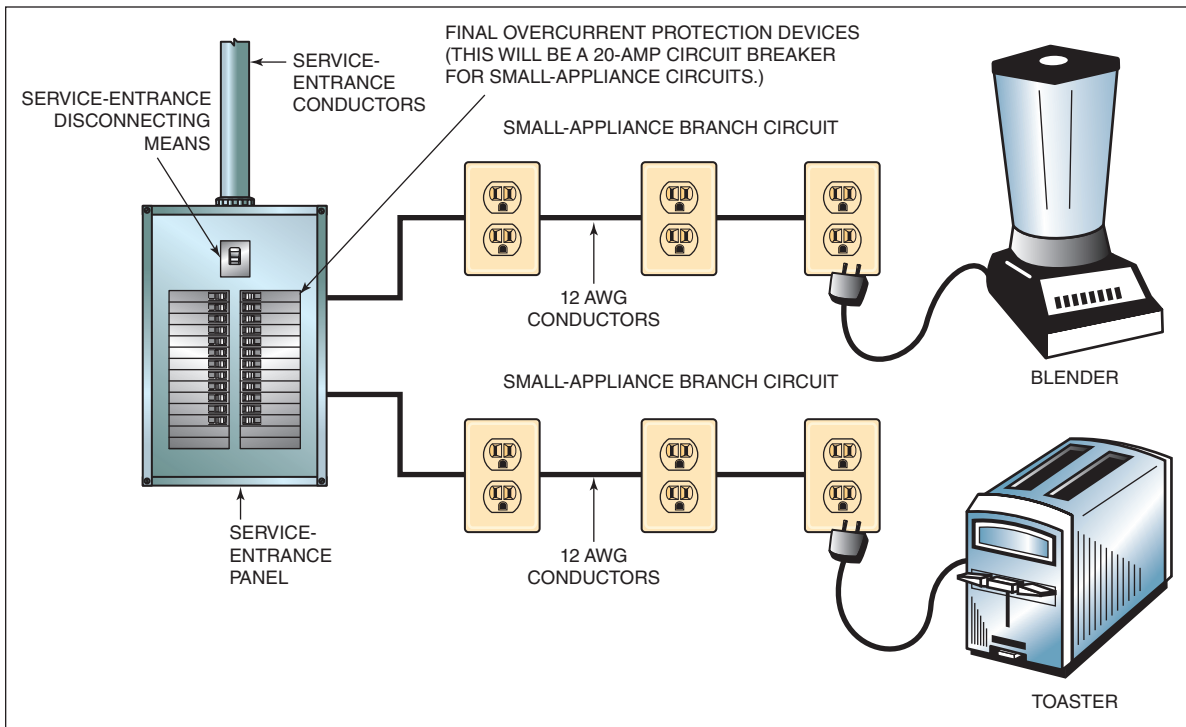 FINAL OVERCURRENT PROTECTION DEVICES
(THIS WILL BE A 20-AMP CIRCUIT BREAKER
FOR SMALL-APPLIANCE CIRCUITS.)
SERVICE-
ENTRANCE
CONDUCTORS
SERVICE-ENTRANCE
DISCONNECTING
MEANS
SMALL-APPLIANCE BRANCH CIRCUIT
12 AWG
CONDUCTORS
BLENDER
SMALL-APPLIANCE BRANCH CIRCUIT
SERVICE-
ENTRANCE
PANEL
12 AWG
CONDUCTORS
TOASTER